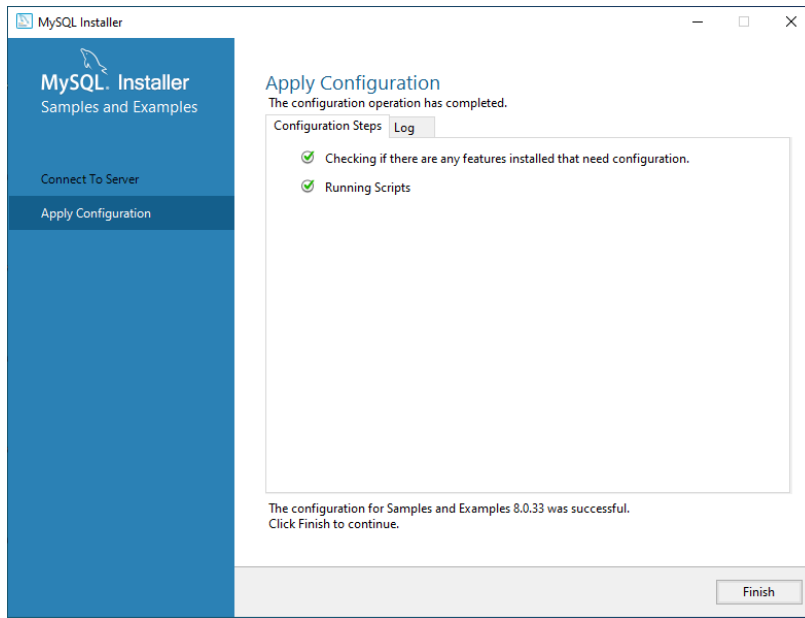 MySQL Installer
MySQL. Installer
Samples and Examples
Connect To Server
Apply Configuration
Apply Configuration
The configuration operation has completed.
Configuration Steps Log
Checking if there are any features installed that need configuration.
Running Scripts
The configuration for Samples and Examples 8.0.33 was successful.
Click Finish to continue.
Finish